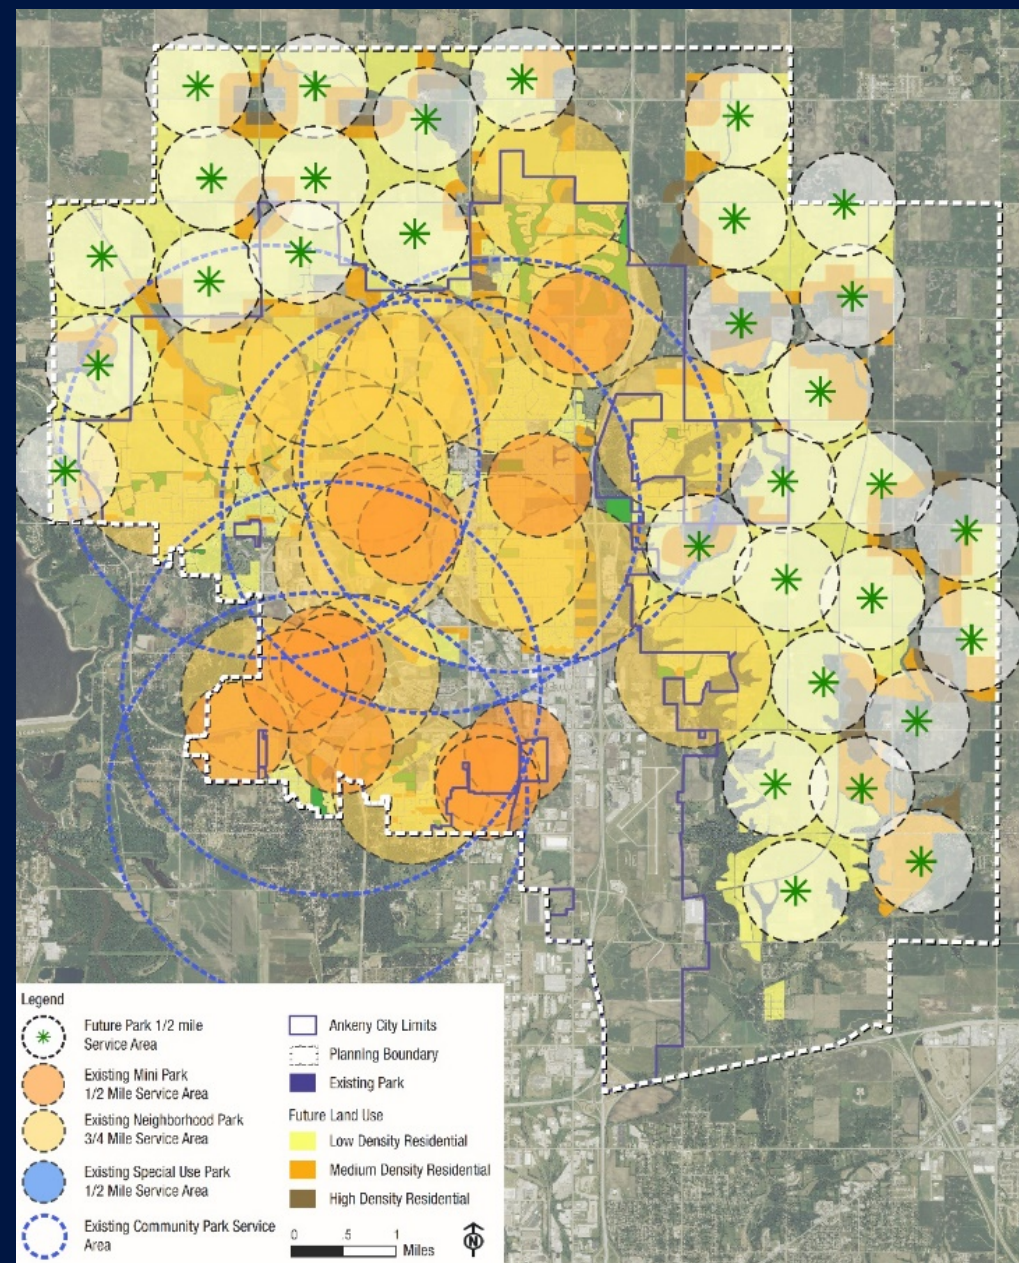 Legend
Future Park 1/2 mile
Service Area
Existing Mini Park
1/2 Mile Service Area
Existing Neighborhood Park
3/4 Mile Service Area
Existing Special Use Park
1/2 Mile Service Area
Existing Community Park Service
Area
Ankeny City Limits
Planning Boundary
Existing Park
Future Land Use
Low Density Residential
Medium Density Residential
High Density Residential
0 .5 1
Miles
N